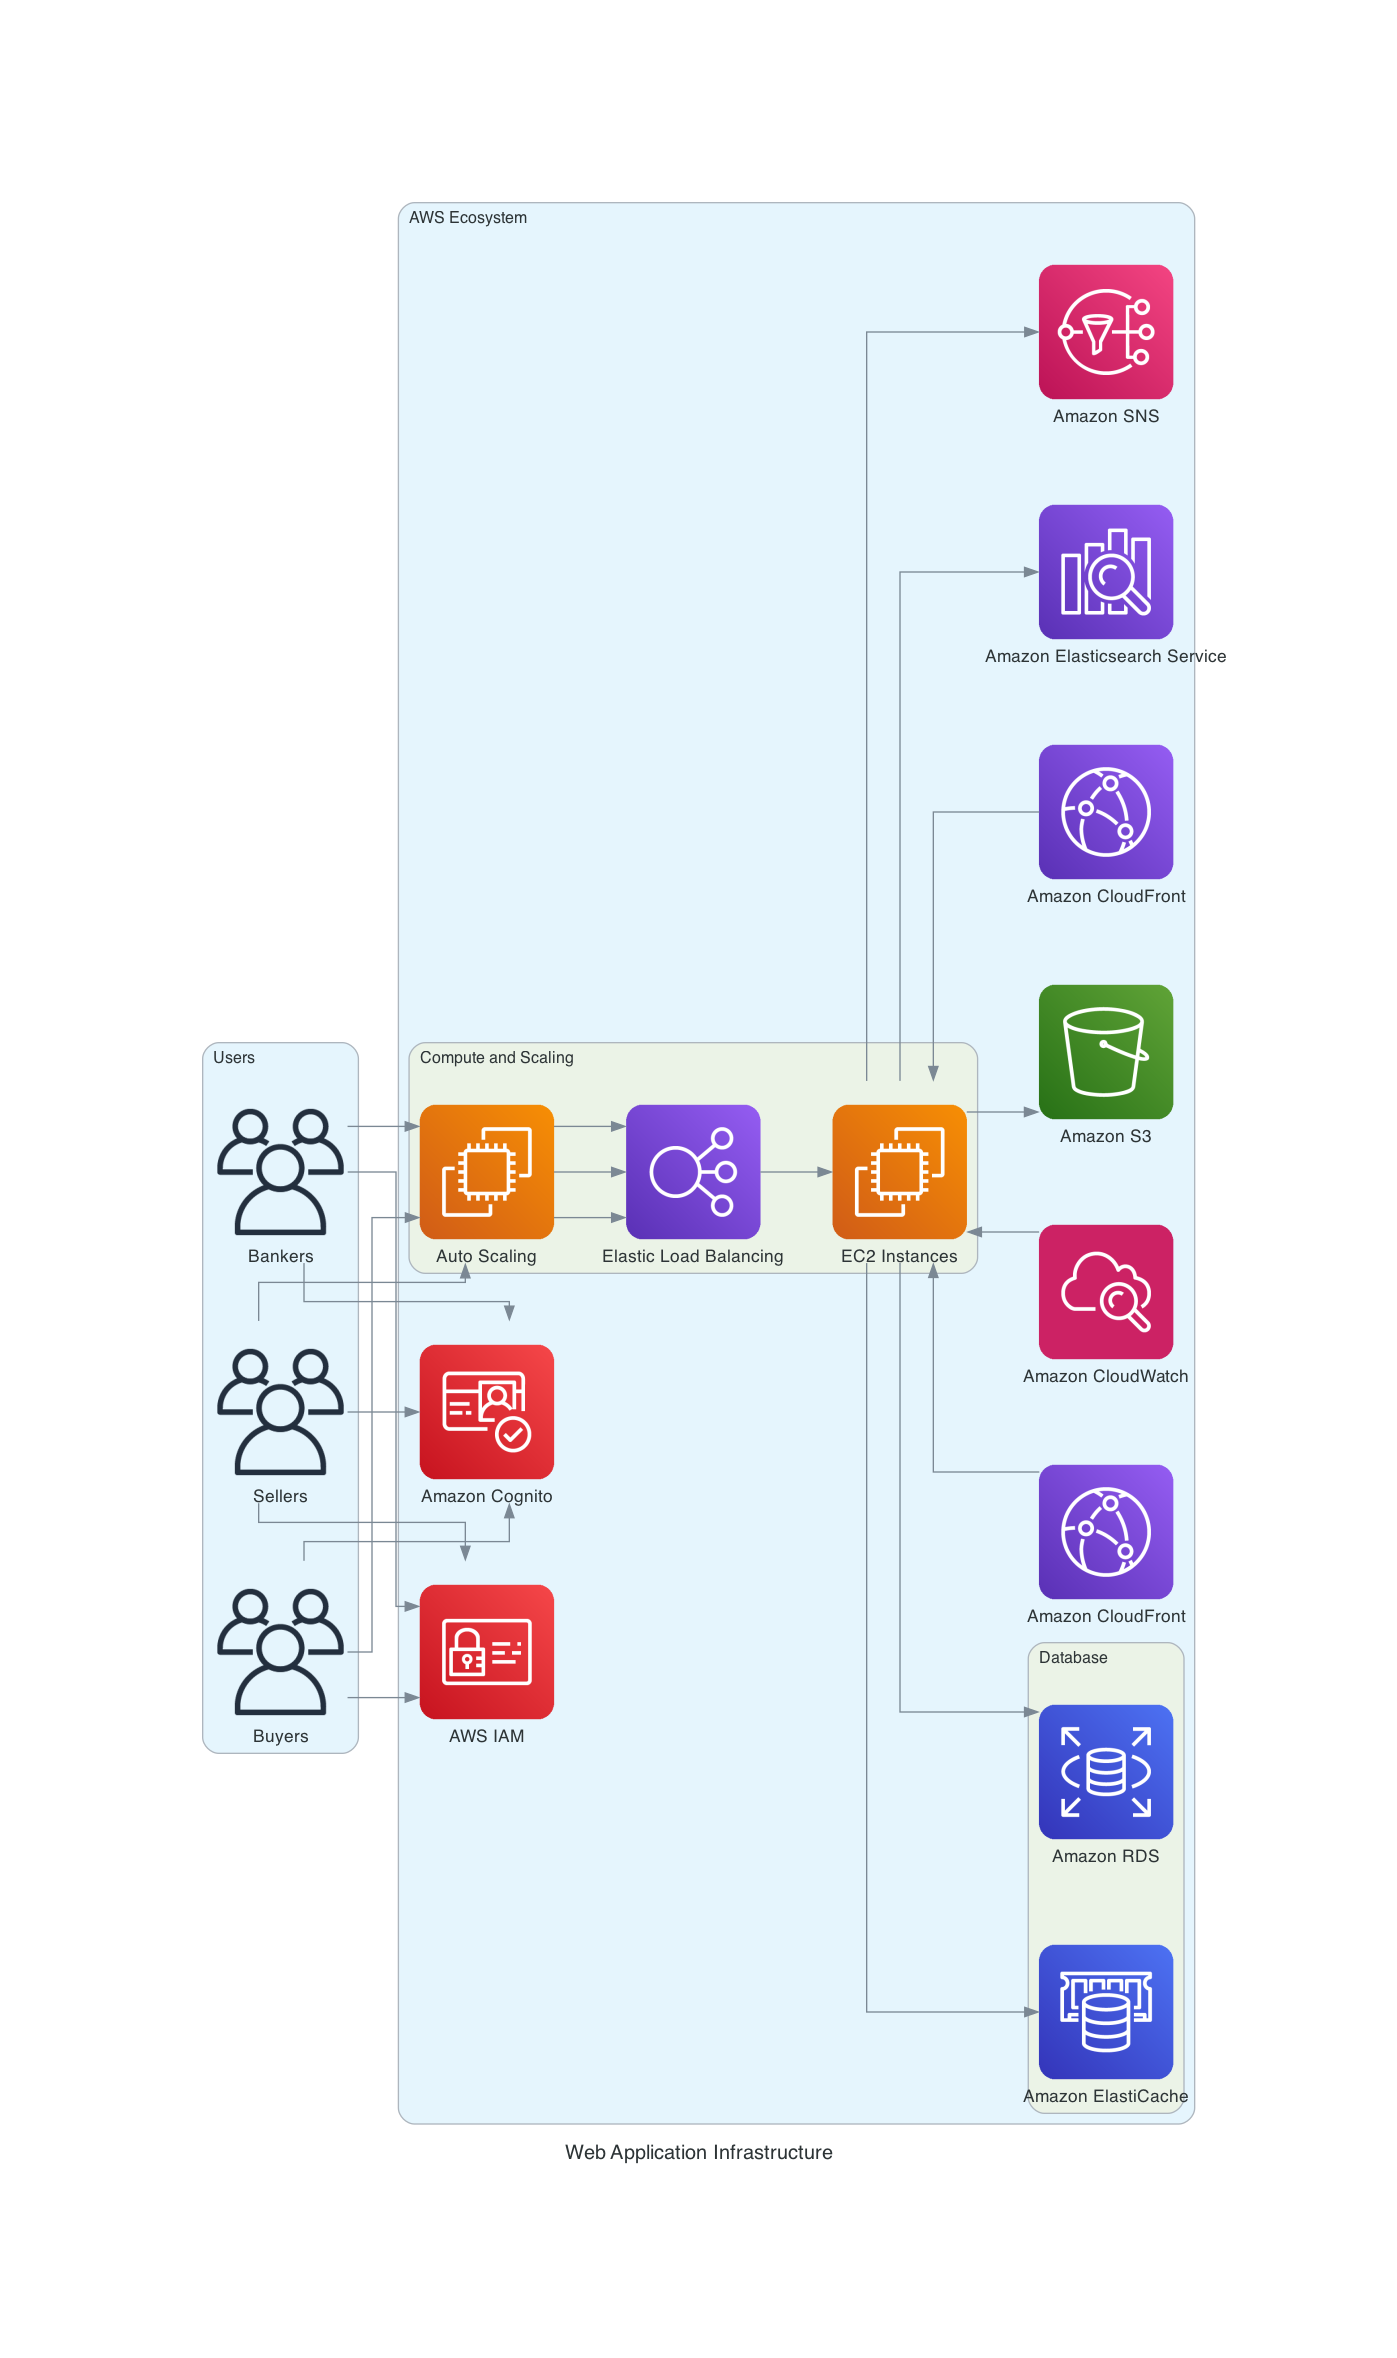 AWS Ecosystem
Amazon SNS
Amazon Elasticsearch Service
Amazon CloudFront
Amazon S3
Users
Compute and Scaling
Bankers
Auto Scaling
Elastic Load Balancing
EC2 Instances
Amazon CloudWatch
Sellers
Amazon Cognito
Amazon CloudFront
Database
Buyers
AWS IAM
Amazon RDS
Amazon ElastiCache
Web Application Infrastructure